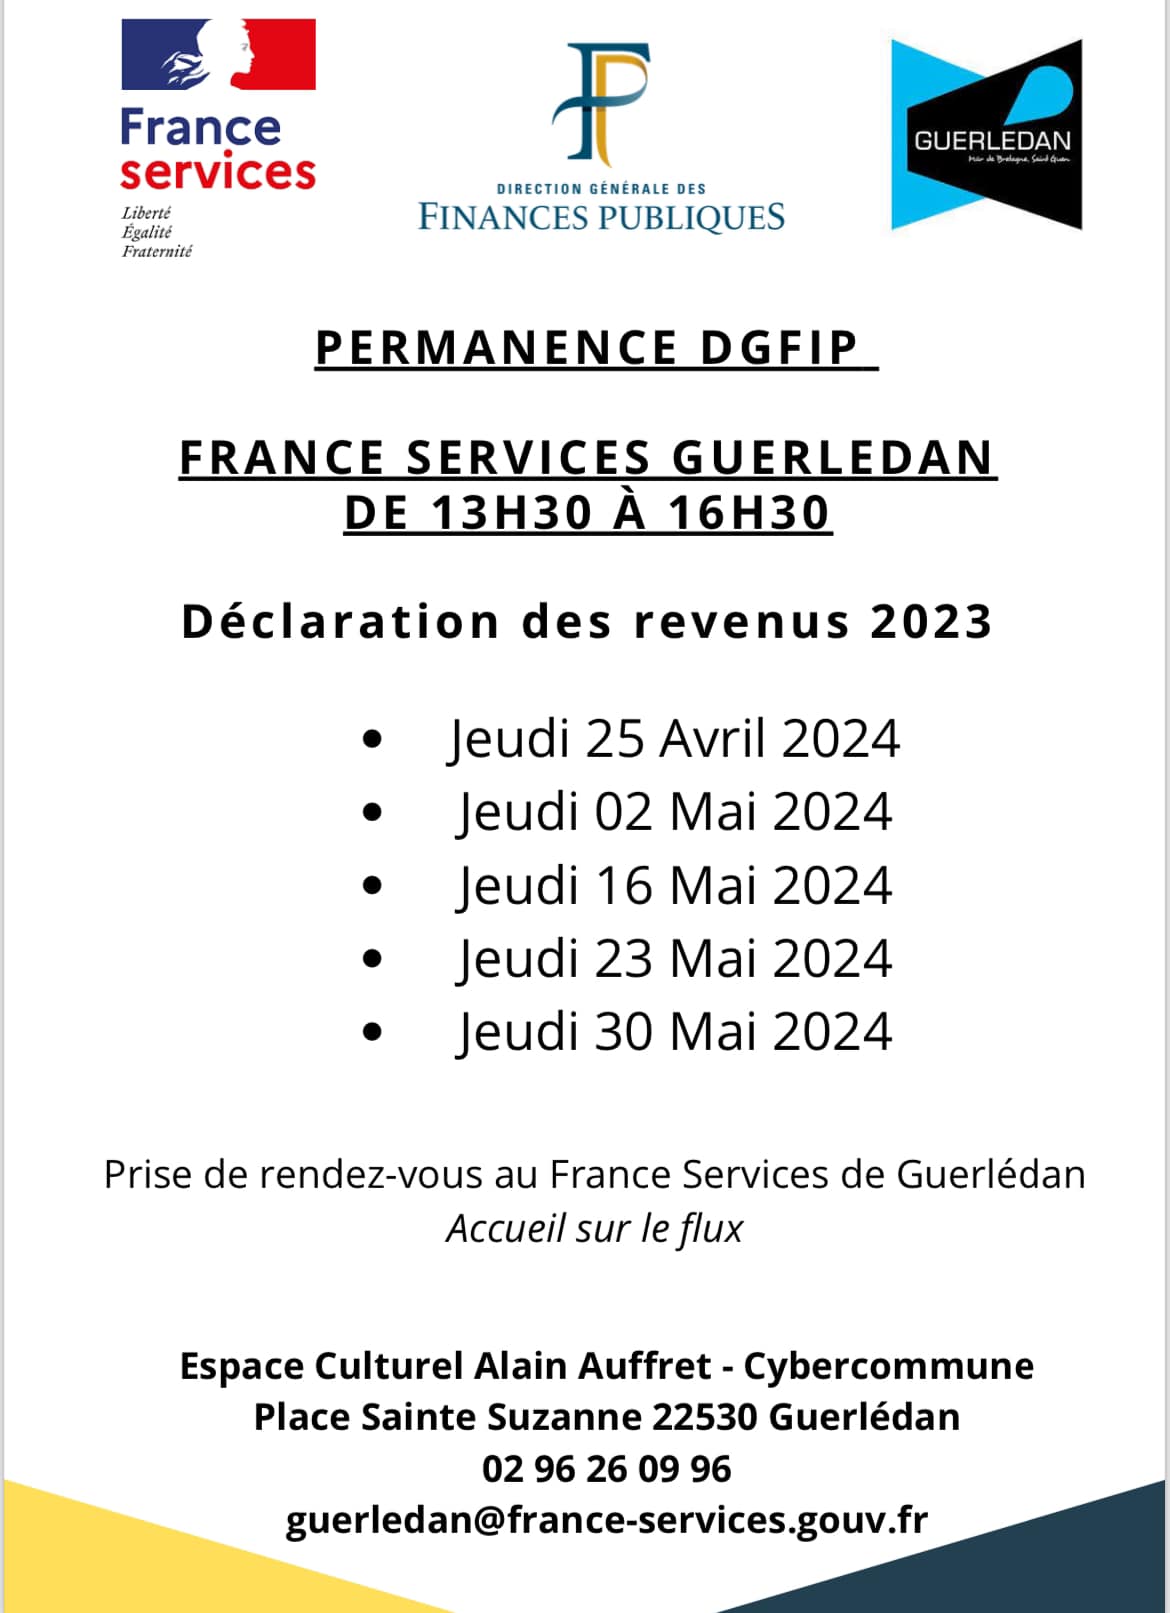 France
services
Liberté
Égalité
Fraternité
DIRECTION GÉNÉRALE DES
FINANCES PUBLIQUES
GUERLEDAN
Mûr de Bretagne, Saint Guen
PERMANENCE DGFIP
FRANCE SERVICES GUERLEDAN
DE 13H30 À 16H30
Déclaration des revenus 2023
• Jeudi 25 Avril 2024
• Jeudi 02 Mai 2024
• Jeudi 16 Mai 2024
• Jeudi 23 Mai 2024
• Jeudi 30 Mai 2024
Prise de rendez-vous au France Services de Guerlédan
Accueil sur le flux
Espace Culturel Alain Auffret - Cybercommune
Place Sainte Suzanne 22530 Guerlédan
02 96 26 09 96
guerledan@france-services.gouv.fr